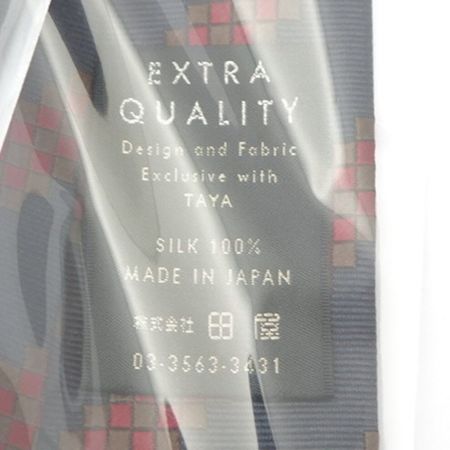 EXTRA
QUALITY
Design and Fabric
Exclusive with
TAYA
SILK 100%
MADE IN JAPAN
株式会社 田屋
03-3563-3431